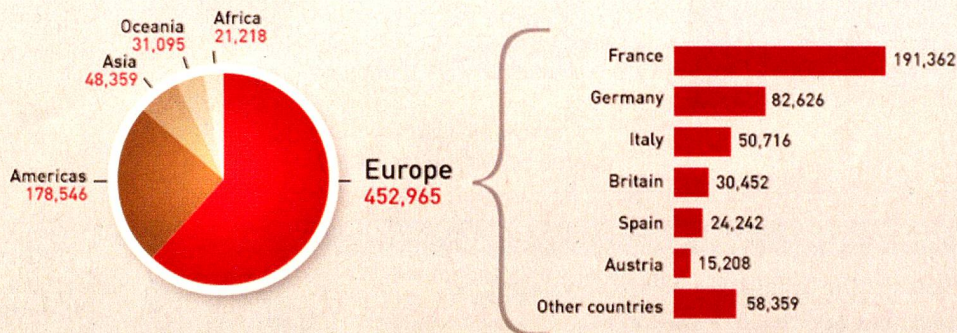 Oceania
31,095
Africa
21,218
Asia
48,359
Americas
178,546
Europe
452,965
France 191,362
Germany 82,626
Italy 50,716
Britain 30,452
Spain 24,242
Austria 15,208
Other countries 58,359